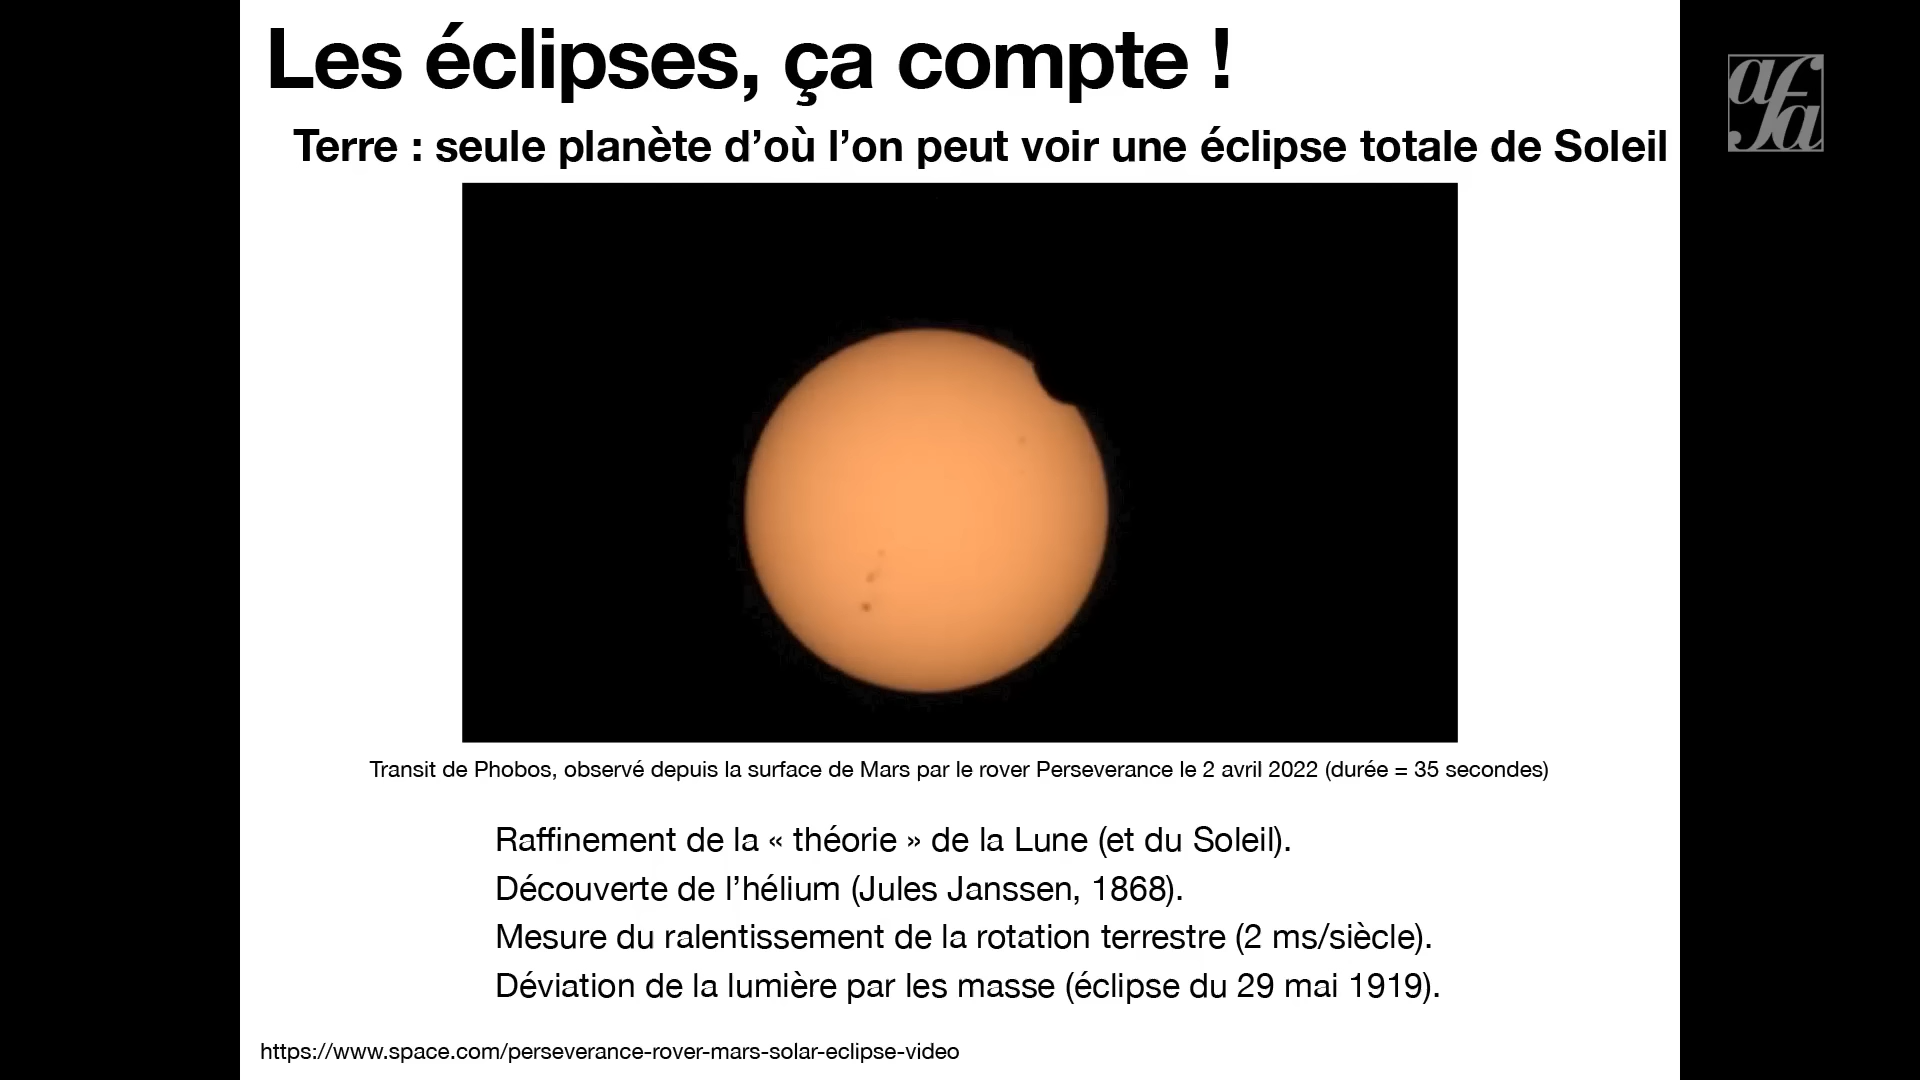 Les éclipses, ça compte !
afa
Terre : seule planète d’où l’on peut voir une éclipse totale de Soleil
Transit de Phobos, observé depuis la surface de Mars par le rover Perseverance le 2 avril 2022 (durée = 35 secondes)
Raffinement de la « théorie » de la Lune (et du Soleil).
Découverte de l’hélium (Jules Janssen, 1868).
Mesure du ralentissement de la rotation terrestre (2 ms/siècle).
Déviation de la lumière par les masse (éclipse du 29 mai 1919).
https://www.space.com/perseverance-rover-mars-solar-eclipse-video